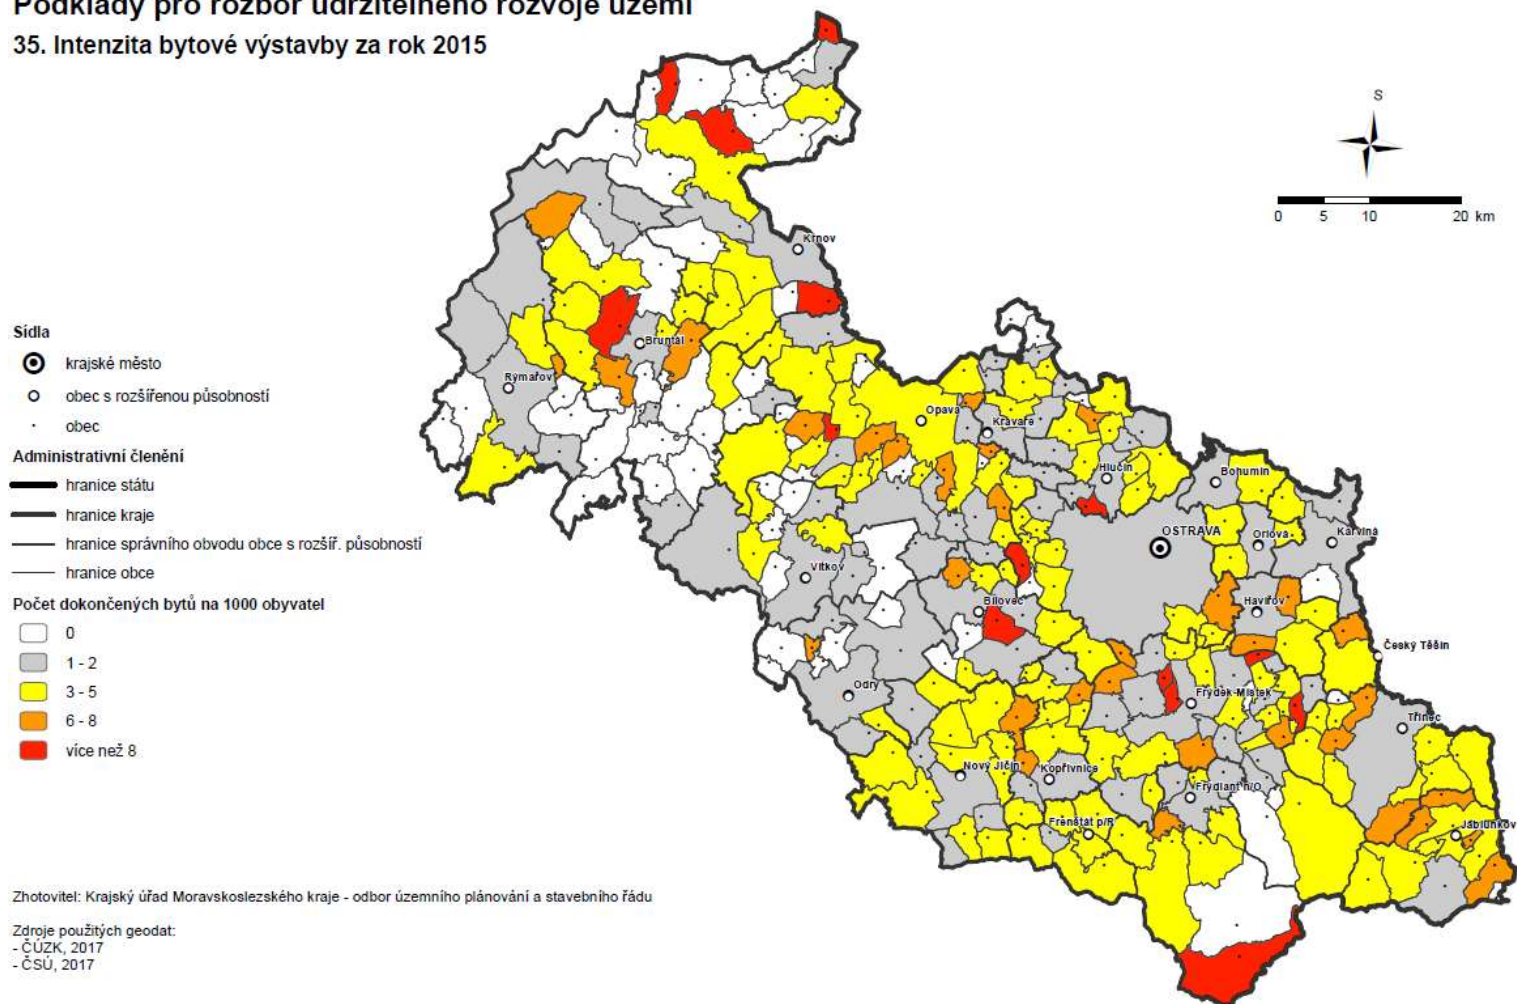 Podklady pro rozbor udržitelného rozvoje území
35. Intenzita bytové výstavby za rok 2015
S
0 5 10 20 km
Krnov
Sídla
krajské město
obec s rozšířenou působností
obec
Administrativní členění
hranice státu
hranice kraje
hranice správního obvodu obce s rozšíř. působností
hranice obce
Počet dokončených bytů na 1000 obyvatel
0
1 - 2
3 - 5
6 - 8
více než 8
Bruntál
Rýmařov
Opava
Kravaře
Hlučín
Bohumín
OSTRAVA
Orlová
Karviná
Vítkov
Bílovec
Havířov
Český Těšín
Odry
Frýdek-Místek
Třinec
Nový Jičín
Kopřivnice
Frýdlant n/O
Frenštát p/R
Jablunkov
Zhotovitel: Krajský úřad Moravskoslezského kraje - odbor územního plánování a stavebního řádu
Zdroje použitých geodat:
- ČÚZK, 2017
- ČSÚ, 2017